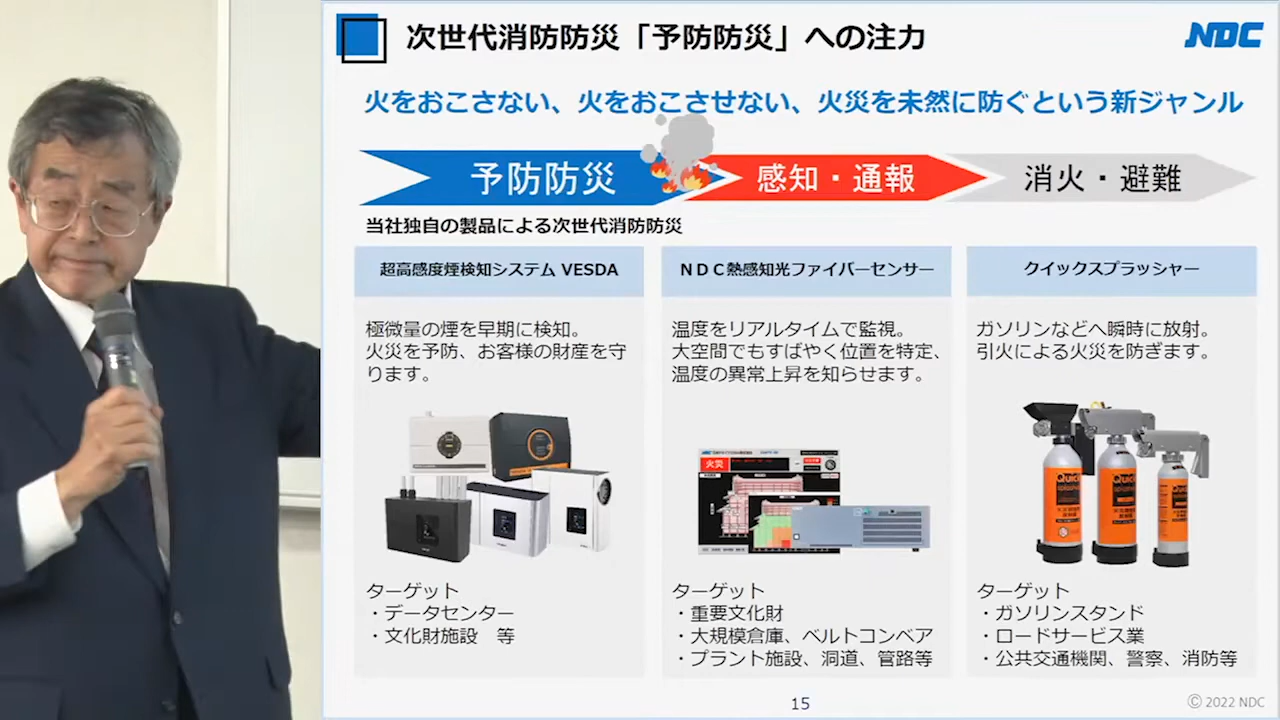 次世代消防防災「予防防災」への注力
NDC
火をおこさない、火をおこさせない、火災を未然に防ぐという新ジャンル
予防防災
感知・通報
消火・避難
当社独自の製品による次世代消防防災
超高感度煙検知システム VESDA
極微量の煙を早期に検知。
火災を予防、お客様の財産を守
ります。
ターゲット
・データセンター
・文化財施設 等
NDC熱感知光ファイバーセンサー
温度をリアルタイムで監視。
大空間でもすばやく位置を特定、
温度の異常上昇を知らせます。
火災
ターゲット
・重要文化財
・大規模倉庫、ベルトコンベア
・プラント施設、洞道、管路等
クイックスプラッシャー
ガソリンなどへ瞬時に放射。
引火による火災を防ぎます。
Quick
Quick
Quick
ターゲット
・ガソリンスタンド
・ロードサービス業
・公共交通機関、警察、消防等
15
© 2022 NDC